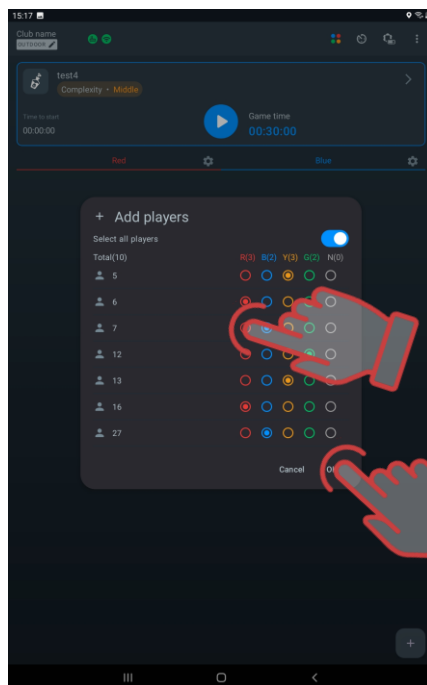 15:17
Club name
OUTDOOR
test4
Complexity • Middle
Time to start
00:00:00
Game time
00:30:00
Red
Blue
+ Add players
Select all players
Total(10) R(3) B(2) Y(3) G(2) N(0)
5
6
7
12
13
16
27
Cancel